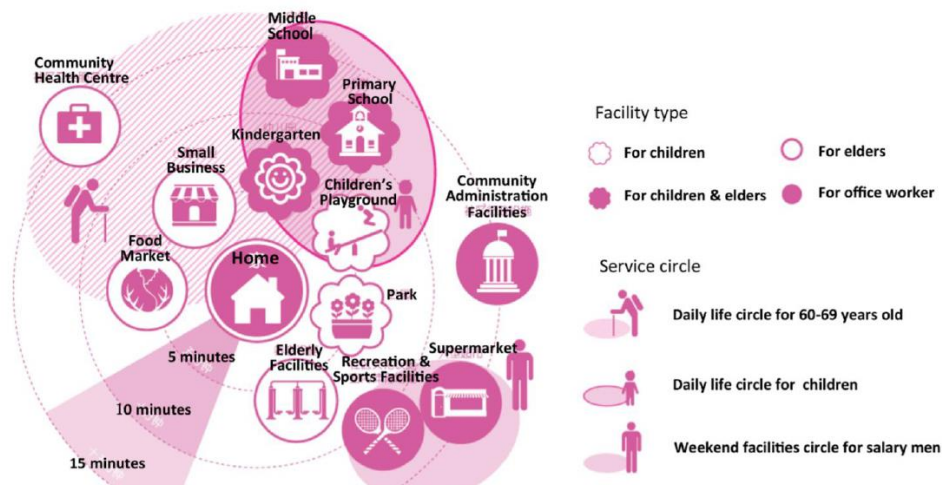 Middle
School
Community
Health Centre
Primary
School
Kindergarten
Small
Business
Children's
Playground
Community
Administration
Facilities
Food
Market
Home
Park
5 minutes
Elderly
Facilities
Recreation &
Sports Facilities
Supermarket
10 minutes
15 minutes
Facility type
For children
For elders
For children & elders
For office worker
Service circle
Daily life circle for 60-69 years old
Daily life circle for children
Weekend facilities circle for salary men